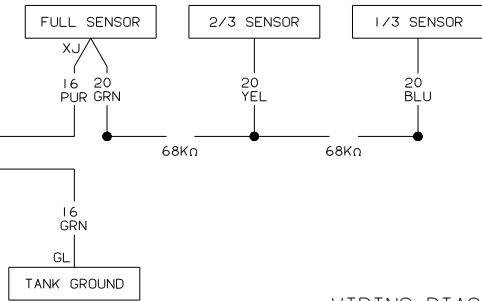 FULL SENSOR
2/3 SENSOR
1/3 SENSOR
XJ
16 PUR
20 GRN
20 YEL
20 BLU
68KΩ
68KΩ
16 GRN
GL
TANK GROUND